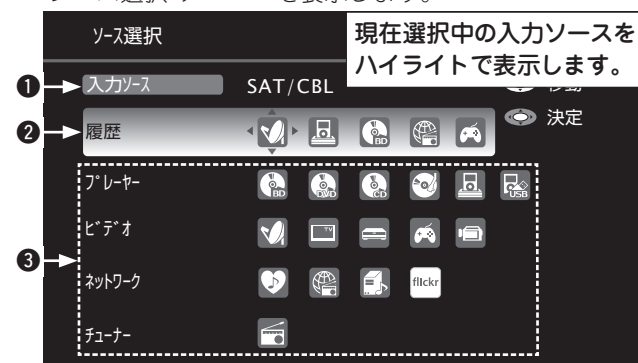 ソース選択
現在選択中の入力ソースを
ハイライトで表示します。
❶ 入力ソース SAT/CBL
❷ 履歴 BD 決定
プレーヤー BD DVD CD USB
❸
ビデオ TV
ネットワーク flickr
チューナー